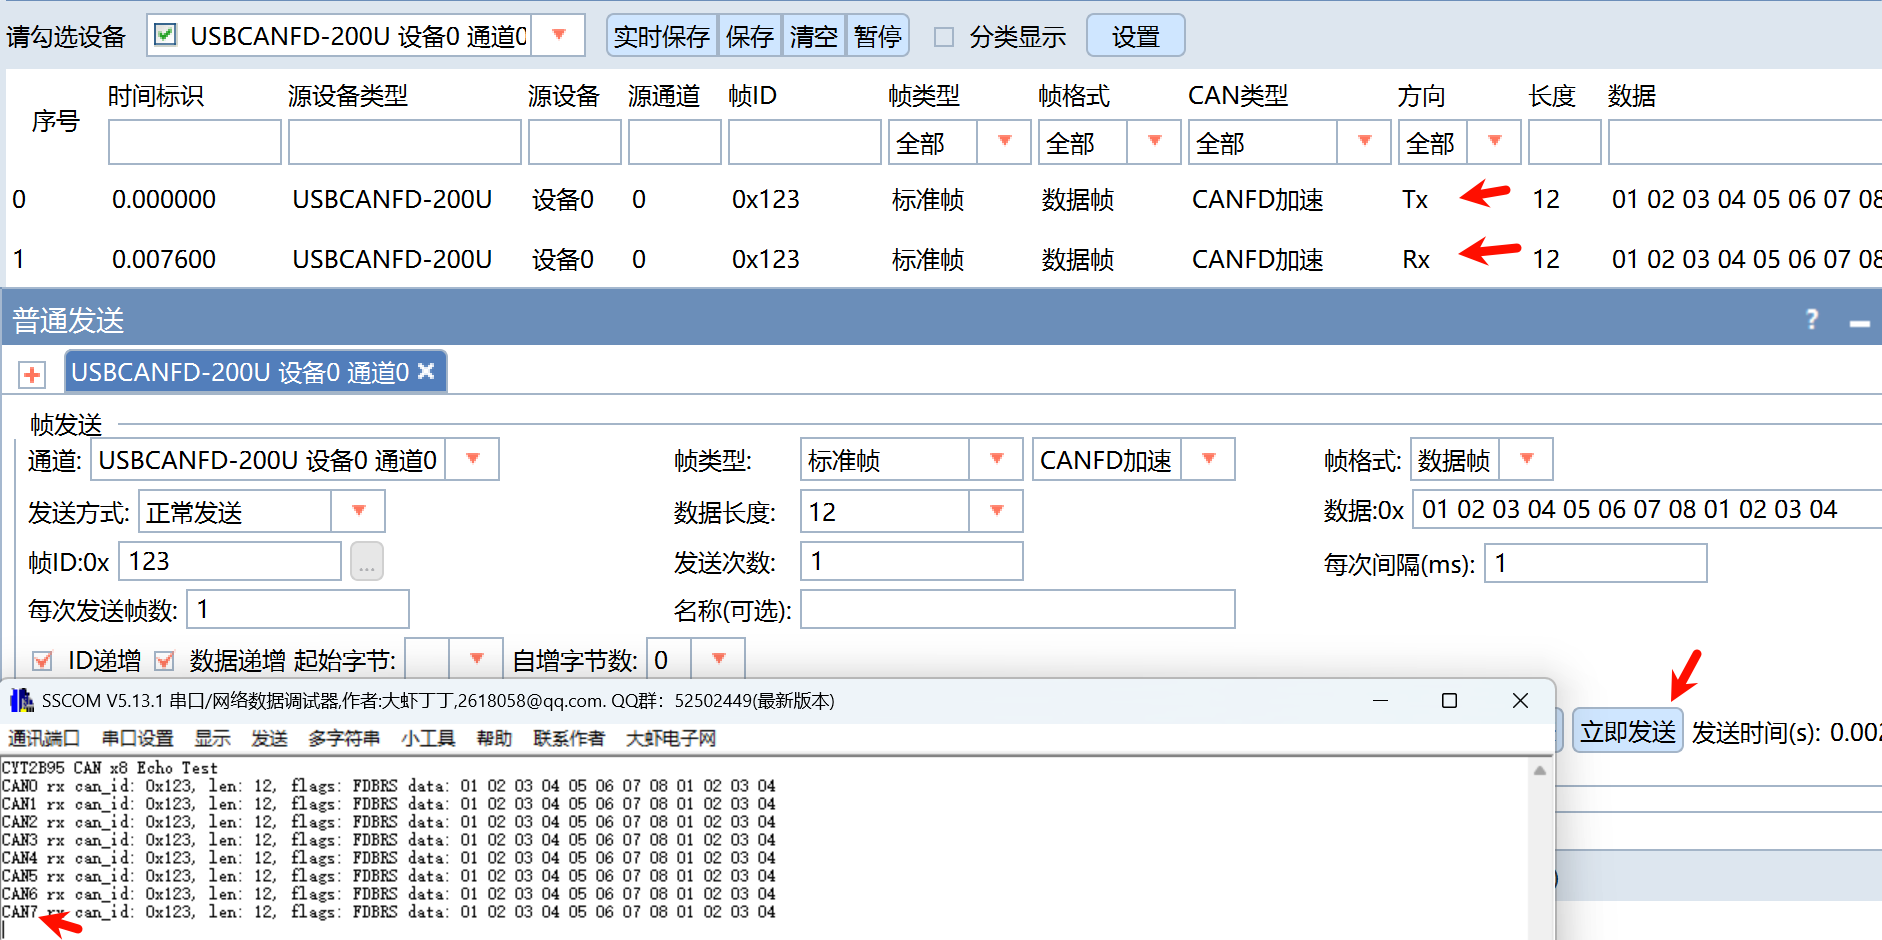 请勾选设备 USBCANFD-200U 设备0 通道0 实时保存 保存 清空 暂停 分类显示 设置
序号 时间标识 源设备类型 源设备 源通道 帧ID 帧类型 帧格式 CAN类型 方向 长度 数据
全部 全部 全部 全部
0 0.000000 USBCANFD-200U 设备0 0 0x123 标准帧 数据帧 CANFD加速 Tx 12 01 02 03 04 05 06 07 08
1 0.007600 USBCANFD-200U 设备0 0 0x123 标准帧 数据帧 CANFD加速 Rx 12 01 02 03 04 05 06 07 08
普通发送 ?
USBCANFD-200U 设备0 通道0
帧发送
通道: USBCANFD-200U 设备0 通道0 帧类型: 标准帧 CANFD加速 帧格式: 数据帧
发送方式: 正常发送 数据长度: 12 数据:0x 01 02 03 04 05 06 07 08 01 02 03 04
帧ID:0x 123 ... 发送次数: 1 每次间隔(ms): 1
每次发送帧数: 1 名称(可选):
ID递增 数据递增 起始字节: 自增字节数: 0
立即发送 发送时间(s): 0.002
SSCOM V5.13.1 串口/网络数据调试器,作者:大虾丁丁,2618058@qq.com. QQ群: 52502449(最新版本)
通讯端口 串口设置 显示 发送 多字符串 小工具 帮助 联系作者 大虾电子网
CYT2B95 CAN x8 Echo Test
CAN0 rx can_id: 0x123, len: 12, flags: FDBRS data: 01 02 03 04 05 06 07 08 01 02 03 04
CAN1 rx can_id: 0x123, len: 12, flags: FDBRS data: 01 02 03 04 05 06 07 08 01 02 03 04
CAN2 rx can_id: 0x123, len: 12, flags: FDBRS data: 01 02 03 04 05 06 07 08 01 02 03 04
CAN3 rx can_id: 0x123, len: 12, flags: FDBRS data: 01 02 03 04 05 06 07 08 01 02 03 04
CAN4 rx can_id: 0x123, len: 12, flags: FDBRS data: 01 02 03 04 05 06 07 08 01 02 03 04
CAN5 rx can_id: 0x123, len: 12, flags: FDBRS data: 01 02 03 04 05 06 07 08 01 02 03 04
CAN6 rx can_id: 0x123, len: 12, flags: FDBRS data: 01 02 03 04 05 06 07 08 01 02 03 04
CAN7 rx can_id: 0x123, len: 12, flags: FDBRS data: 01 02 03 04 05 06 07 08 01 02 03 04